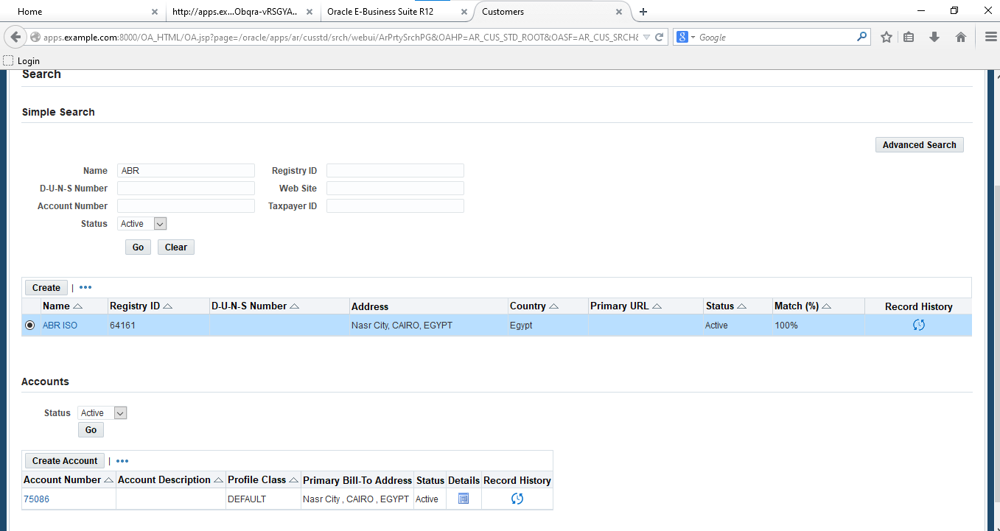 Home http://apps.ex...Obqra-vRSGYA.. Oracle E-Business Suite R12 Customers
apps.example.com:8000/OA_HTML/OA.jsp?page=/oracle/apps/ar/cusstd/srch/webui/ArPrtySrchPG&OAHP=AR_CUS_STD_ROOT&OASF=AR_CUS_SRCH& 8 Google
Login
Search
Simple Search
Advanced Search
Name ABR Registry ID
D-U-N-S Number Web Site
Account Number Taxpayer ID
Status Active
Go Clear
Create | •••
Name Registry ID D-U-N-S Number Address Country Primary URL Status Match (%) Record History
ABR ISO 64161 Nasr City, CAIRO, EGYPT Egypt Active 100%
Accounts
Status Active
Go
Create Account | •••
Account Number Account Description Profile Class Primary Bill-To Address Status Details Record History
75086 DEFAULT Nasr City , CAIRO , EGYPT Active